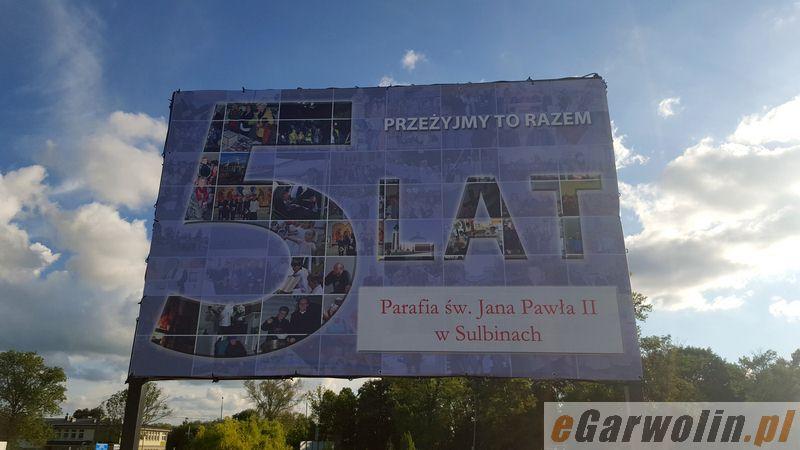 PRZEŻYJMY TO RAZEM
5 LAT
Parafia św. Jana Pawła II
w Sulbinach
eGarwolin.pl